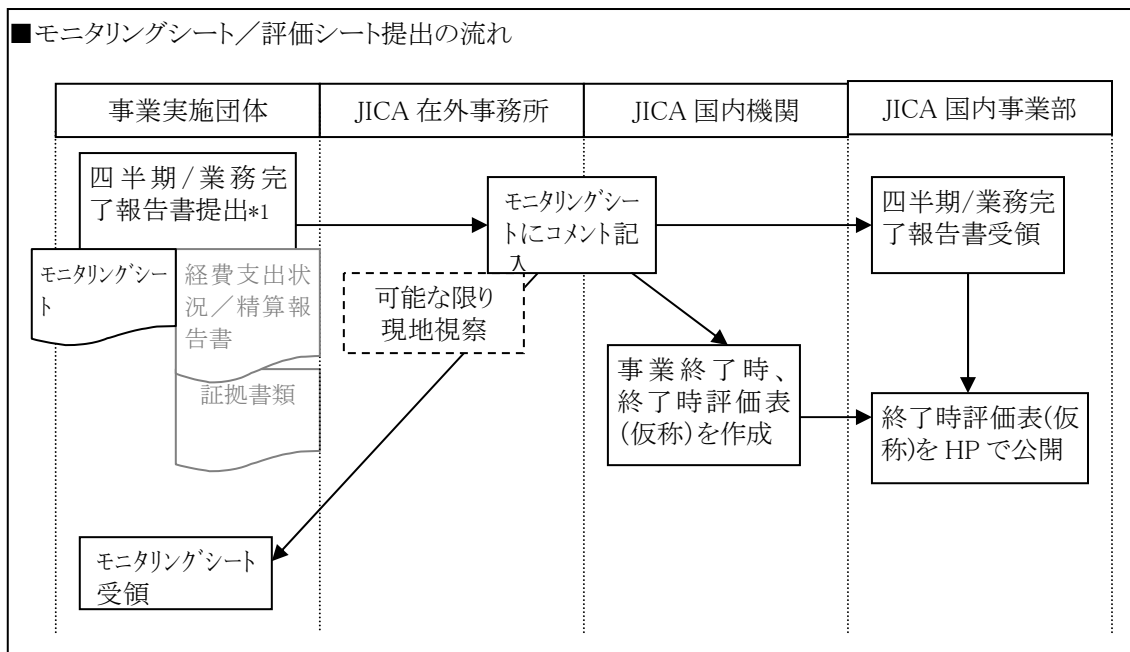 ■モニタリングシート／評価シート提出の流れ
事業実施団体
JICA 在外事務所
JICA 国内機関
JICA 国内事業部
四半期/業務完
了報告書提出*1
モニタリングシー
ト
経費支出状
況／精算報
告書
証拠書類
モニタリングシー
トにコメント記
入
可能な限り
現地視察
四半期/業務完
了報告書受領
事業終了時、
終了時評価表
(仮称)を作成
終了時評価表(仮
称)を HP で公開
モニタリングシート
受領